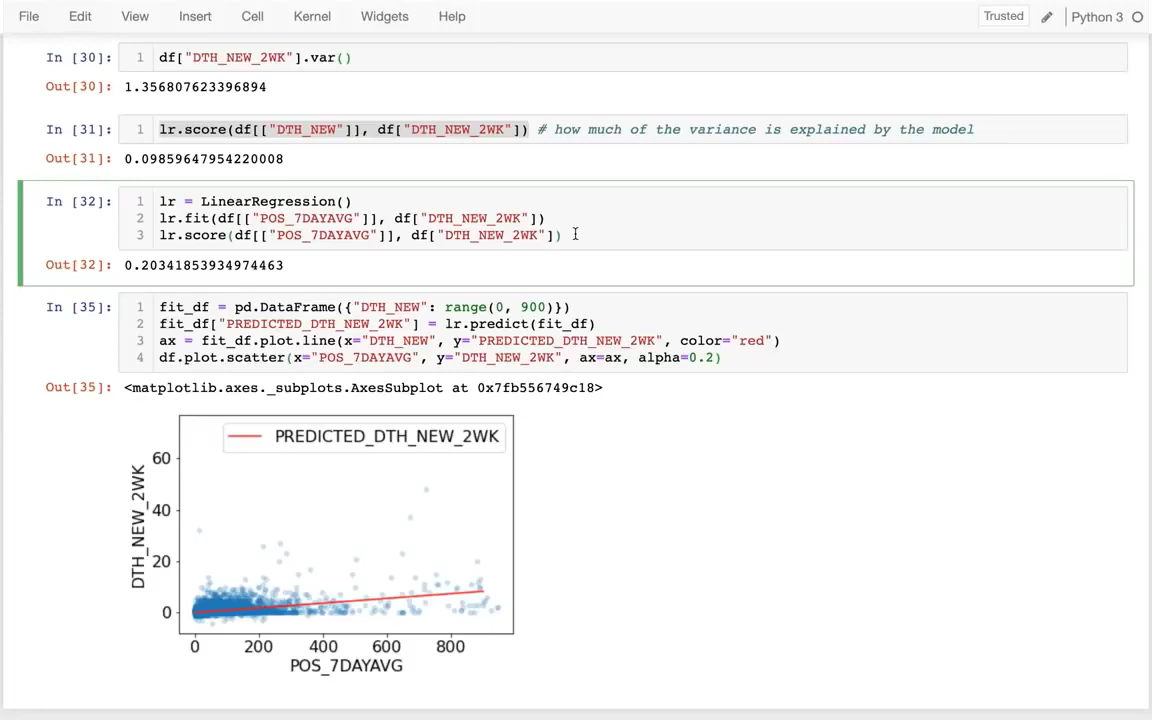 File Edit View Insert Cell Kernel Widgets Help Trusted Python 3
In [30]: 1 df["DTH_NEW_2WK"].var()
Out[30]: 1.356807623396894
In [31]: 1 lr.score(df[["DTH_NEW"]], df["DTH_NEW_2WK"]) # how much of the variance is explained by the model
Out[31]: 0.09859647954220008
In [32]: 1 lr = LinearRegression()
2 lr.fit(df[["POS_7DAYAVG"]], df["DTH_NEW_2WK"])
3 lr.score(df[["POS_7DAYAVG"]], df["DTH_NEW_2WK"])
Out[32]: 0.20341853934974463
In [35]: 1 fit_df = pd.DataFrame({"DTH_NEW": range(0, 900)})
2 fit_df["PREDICTED_DTH_NEW_2WK"] = lr.predict(fit_df)
3 ax = fit_df.plot.line(x="DTH_NEW", y="PREDICTED_DTH_NEW_2WK", color="red")
4 df.plot.scatter(x="POS_7DAYAVG", y="DTH_NEW_2WK", ax=ax, alpha=0.2)
Out[35]: <matplotlib.axes._subplots.AxesSubplot at 0x7fb556749c18>
PREDICTED_DTH_NEW_2WK
DTH_NEW_2WK
60
40
20
0
0 200 400 600 800
POS_7DAYAVG